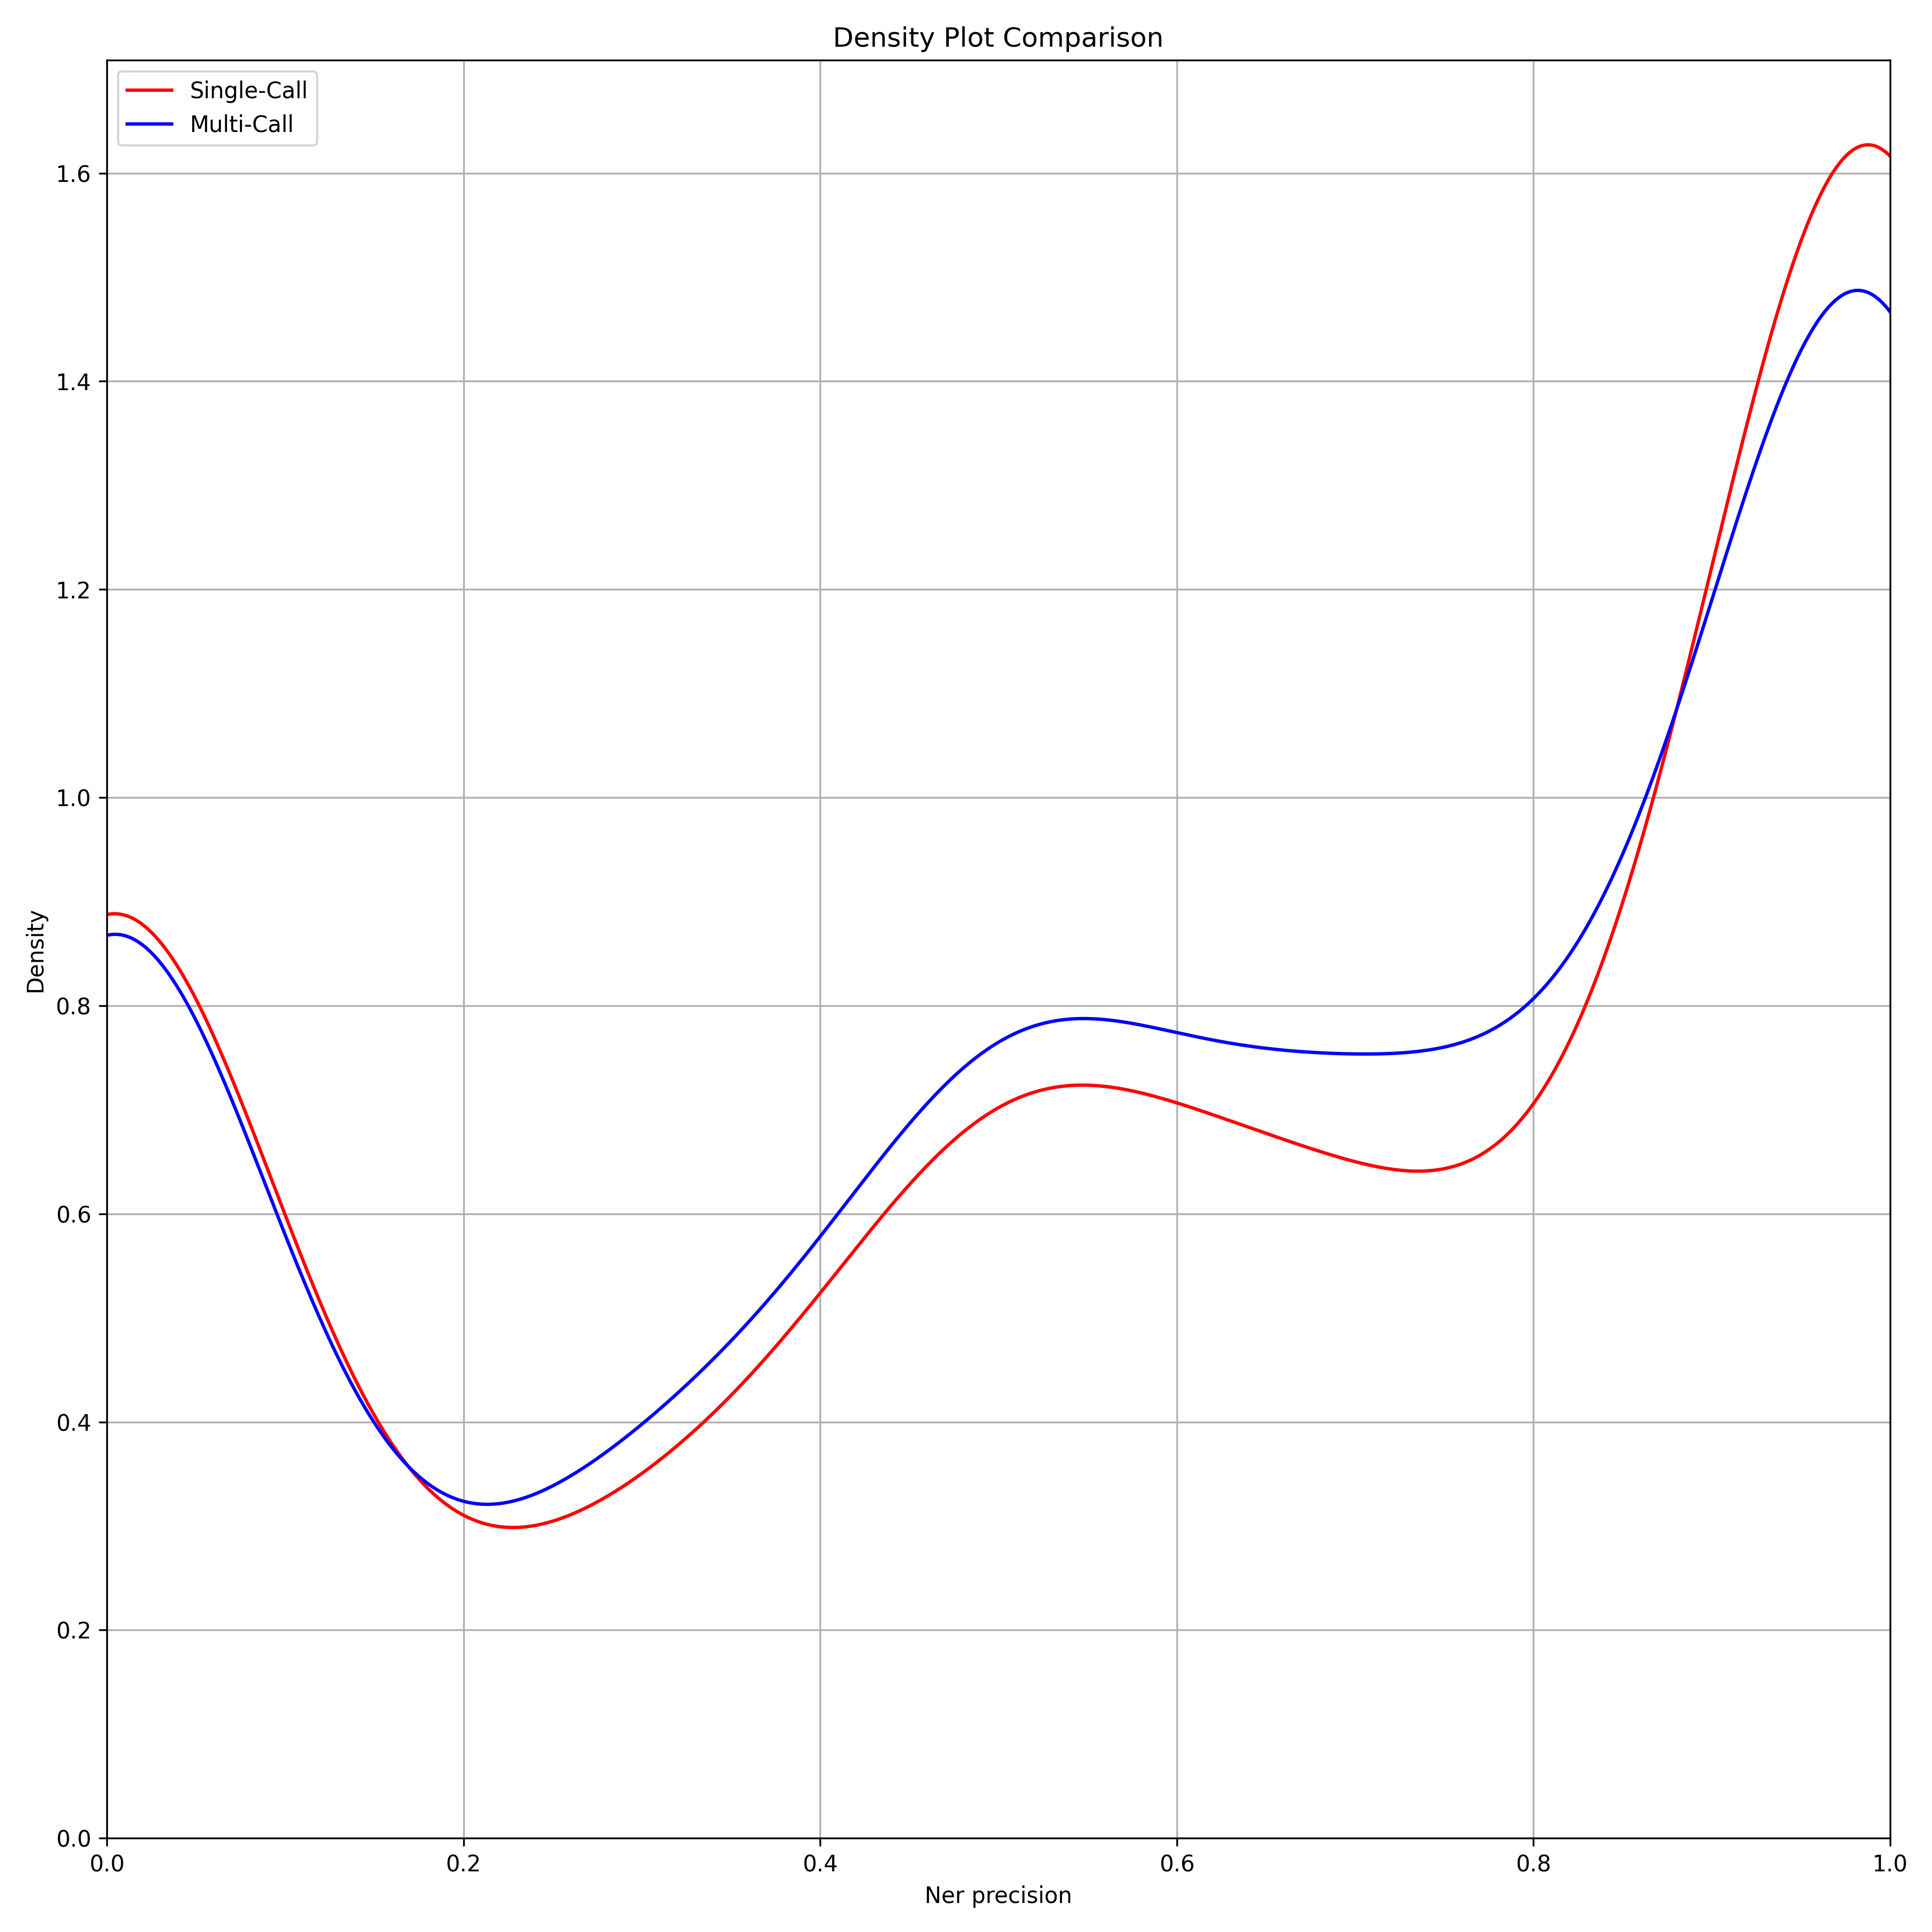 Density Plot Comparison
Single-Call
Multi-Call
1.6
1.4
1.2
1.0
0.8
0.6
0.4
0.2
0.0
Density
0.0 0.2 0.4 0.6 0.8 1.0
Ner precision